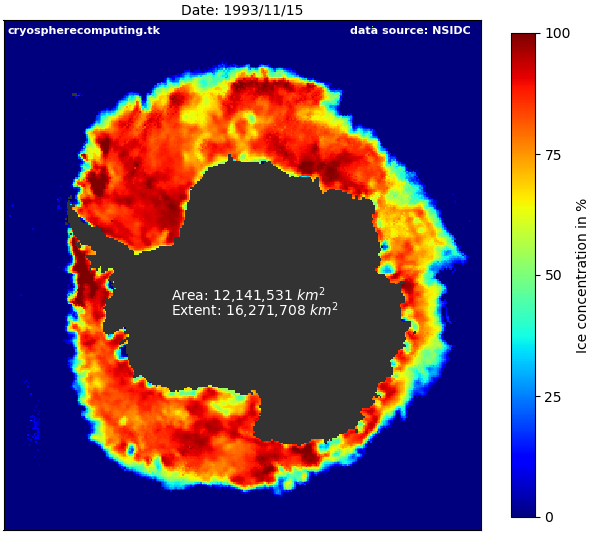 Date: 1993/11/15
cryospherecomputing.tk data source: NSIDC
Area: 12,141,531 km²
Extent: 16,271,708 km²
100
75
50
25
0
Ice concentration in %